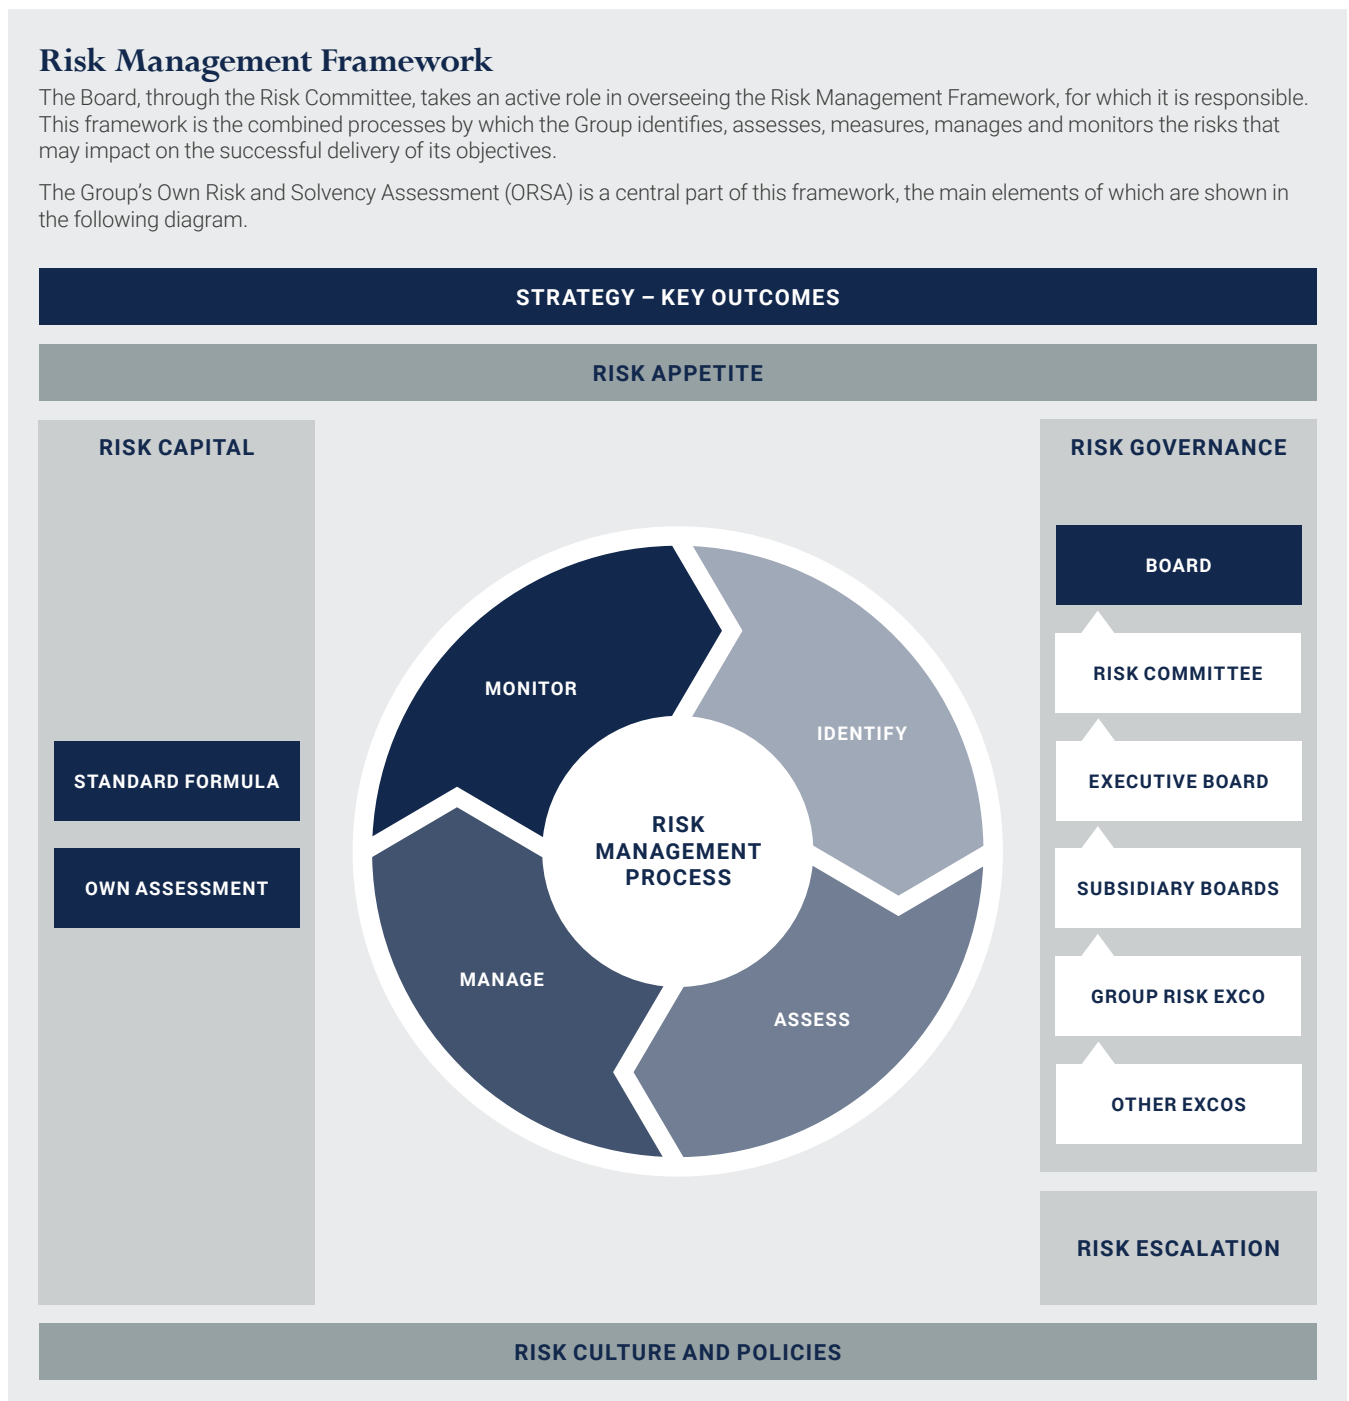 Risk Management Framework
The Board, through the Risk Committee, takes an active role in overseeing the Risk Management Framework, for which it is responsible.
This framework is the combined processes by which the Group identifies, assesses, measures, manages and monitors the risks that
may impact on the successful delivery of its objectives.
The Group’s Own Risk and Solvency Assessment (ORSA) is a central part of this framework, the main elements of which are shown in
the following diagram.
STRATEGY – KEY OUTCOMES
RISK APPETITE
RISK CAPITAL
STANDARD FORMULA
OWN ASSESSMENT
MONITOR
IDENTIFY
RISK
MANAGEMENT
PROCESS
MANAGE
ASSESS
RISK GOVERNANCE
BOARD
RISK COMMITTEE
EXECUTIVE BOARD
SUBSIDIARY BOARDS
GROUP RISK EXCO
OTHER EXCOS
RISK ESCALATION
RISK CULTURE AND POLICIES